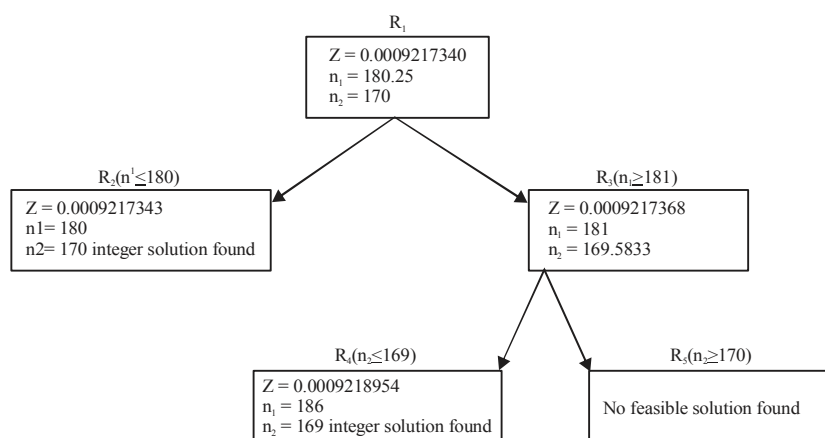 R₁
Z = 0.0009217340
n₁ = 180.25
n₂ = 170
R₂(n¹≤180)
Z = 0.0009217343
n1= 180
n2= 170 integer solution found
R₃(n₁≥181)
Z = 0.0009217368
n₁ = 181
n₂ = 169.5833
R₄(n₂≤169)
Z = 0.0009218954
n₁ = 186
n₂ = 169 integer solution found
R₅(n₂≥170)
No feasible solution found